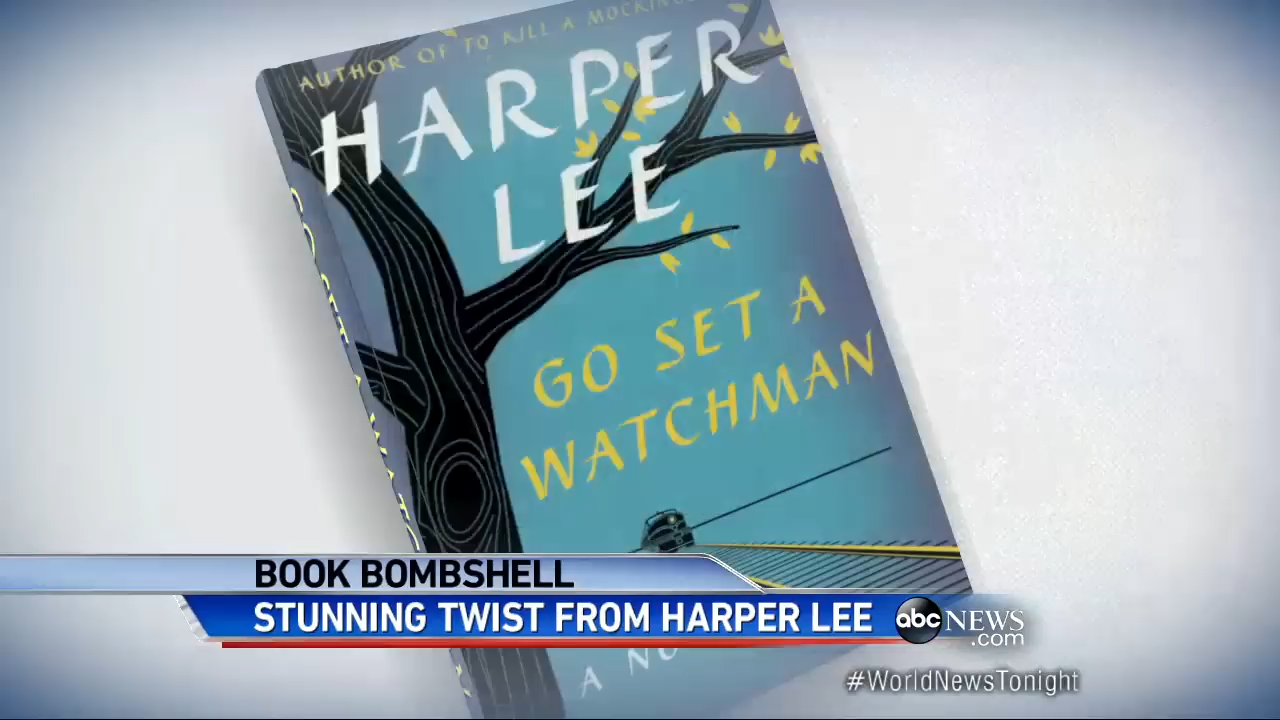 AUTHOR OF TO KILL A
HARPER
LEE
GO SET A
WATCHMAN
A
BOOK BOMBSHELL
STUNNING TWIST FROM HARPER LEE
abc NEWS
.com
#WorldNewsTonight